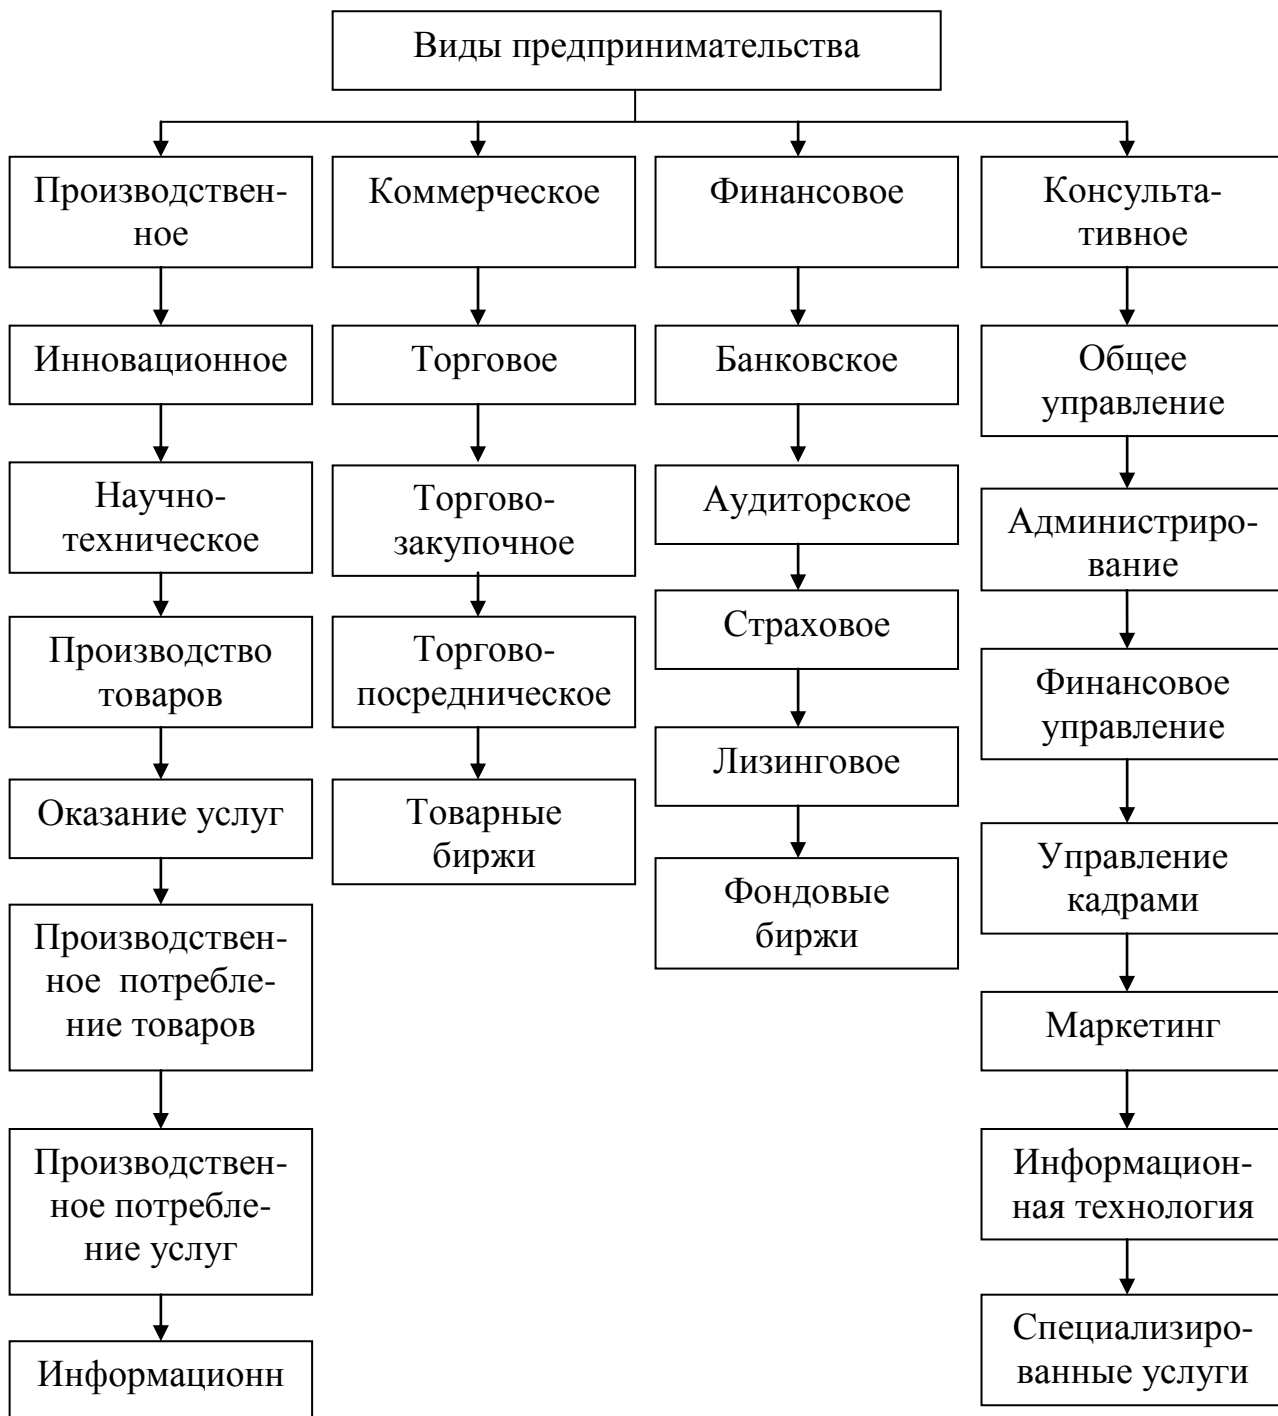 Виды предпринимательства
Производствен-
ное
Инновационное
Научно-
техническое
Производство
товаров
Оказание услуг
Производствен-
ное потребле-
ние товаров
Производствен-
ное потребле-
ние услуг
Информационн
Коммерческое
Торговое
Торгово-
закупочное
Торгово-
посредническое
Товарные
биржи
Финансовое
Банковское
Аудиторское
Страховое
Лизинговое
Фондовые
биржи
Консульта-
тивное
Общее
управление
Администриро-
вание
Финансовое
управление
Управление
кадрами
Маркетинг
Информацион-
ная технология
Специализиро-
ванные услуги